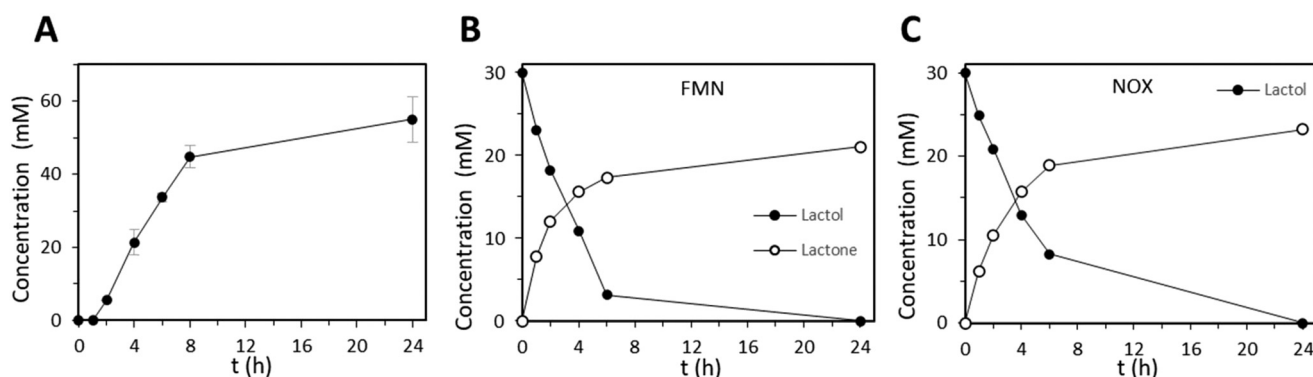 A
Concentration (mM)
60
40
20
0
0 4 8 12 16 20 24
t (h)
B
Concentration (mM)
30
20
10
0
FMN
Lactol
Lactone
0 4 8 12 16 20 24
t (h)
C
Concentration (mM)
30
20
10
0
NOX
Lactol
0 4 8 12 16 20 24
t (h)